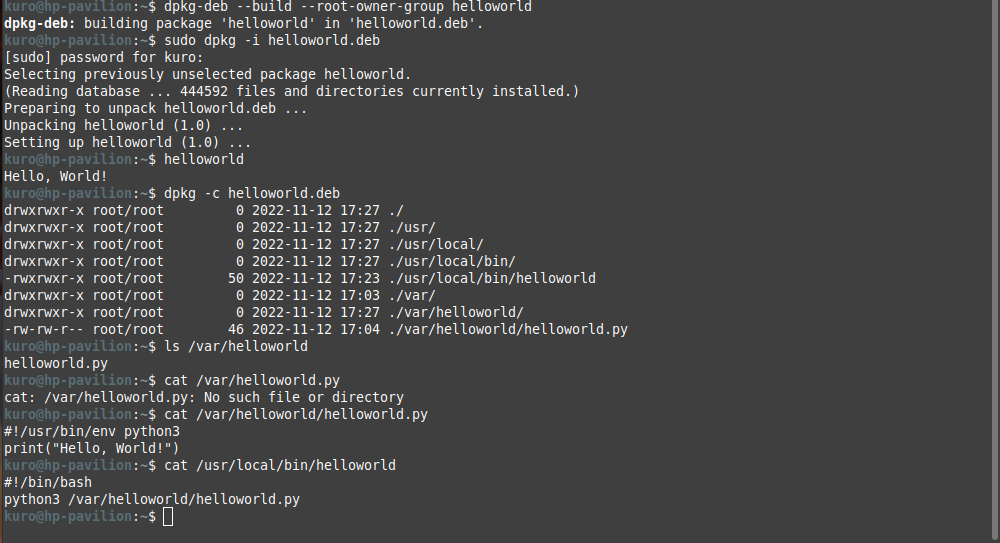 kuro@hp-pavilion:~$ dpkg-deb --build --root-owner-group helloworld
dpkg-deb: building package 'helloworld' in 'helloworld.deb'.
kuro@hp-pavilion:~$ sudo dpkg -i helloworld.deb
[sudo] password for kuro:
Selecting previously unselected package helloworld.
(Reading database ... 444592 files and directories currently installed.)
Preparing to unpack helloworld.deb ...
Unpacking helloworld (1.0) ...
Setting up helloworld (1.0) ...
kuro@hp-pavilion:~$ helloworld
Hello, World!
kuro@hp-pavilion:~$ dpkg -c helloworld.deb
drwxrwxr-x root/root         0 2022-11-12 17:27 ./
drwxrwxr-x root/root         0 2022-11-12 17:27 ./usr/
drwxrwxr-x root/root         0 2022-11-12 17:27 ./usr/local/
drwxrwxr-x root/root         0 2022-11-12 17:27 ./usr/local/bin/
-rwxrwxr-x root/root        50 2022-11-12 17:23 ./usr/local/bin/helloworld
drwxrwxr-x root/root         0 2022-11-12 17:03 ./var/
drwxrwxr-x root/root         0 2022-11-12 17:27 ./var/helloworld/
-rw-rw-r-- root/root        46 2022-11-12 17:04 ./var/helloworld/helloworld.py
kuro@hp-pavilion:~$ ls /var/helloworld
helloworld.py
kuro@hp-pavilion:~$ cat /var/helloworld.py
cat: /var/helloworld.py: No such file or directory
kuro@hp-pavilion:~$ cat /var/helloworld/helloworld.py
#!/usr/bin/env python3
print("Hello, World!")
kuro@hp-pavilion:~$ cat /usr/local/bin/helloworld
#!/bin/bash
python3 /var/helloworld/helloworld.py
kuro@hp-pavilion:~$